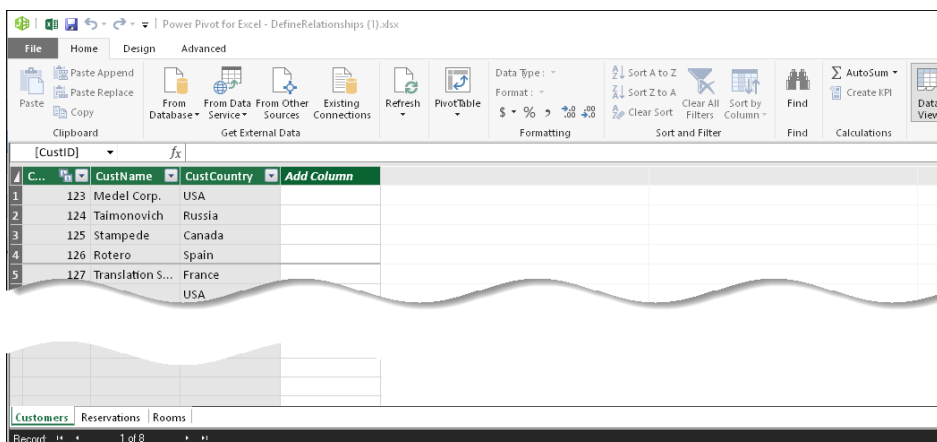 Power Pivot for Excel - DefineRelationships (1).xlsx
File Home Design Advanced
Paste
Paste Append
Paste Replace
Copy
Clipboard
From Database
From Data Service
From Other Sources
Existing Connections
Get External Data
Refresh
PivotTable
Data Type :
Format :
$ % , .00 .00
Formatting
Sort A to Z
Sort Z to A
Clear Sort
Clear All Filters
Sort by Column
Sort and Filter
Find
Find
AutoSum
Create KPI
Calculations
Data View
[CustID] fx
C... CustName CustCountry Add Column
1 123 Medel Corp. USA
2 124 Taimonovich Russia
3 125 Stampede Canada
4 126 Rotero Spain
5 127 Translation S... France
USA
Customers Reservations Rooms
Record: 1 of 8